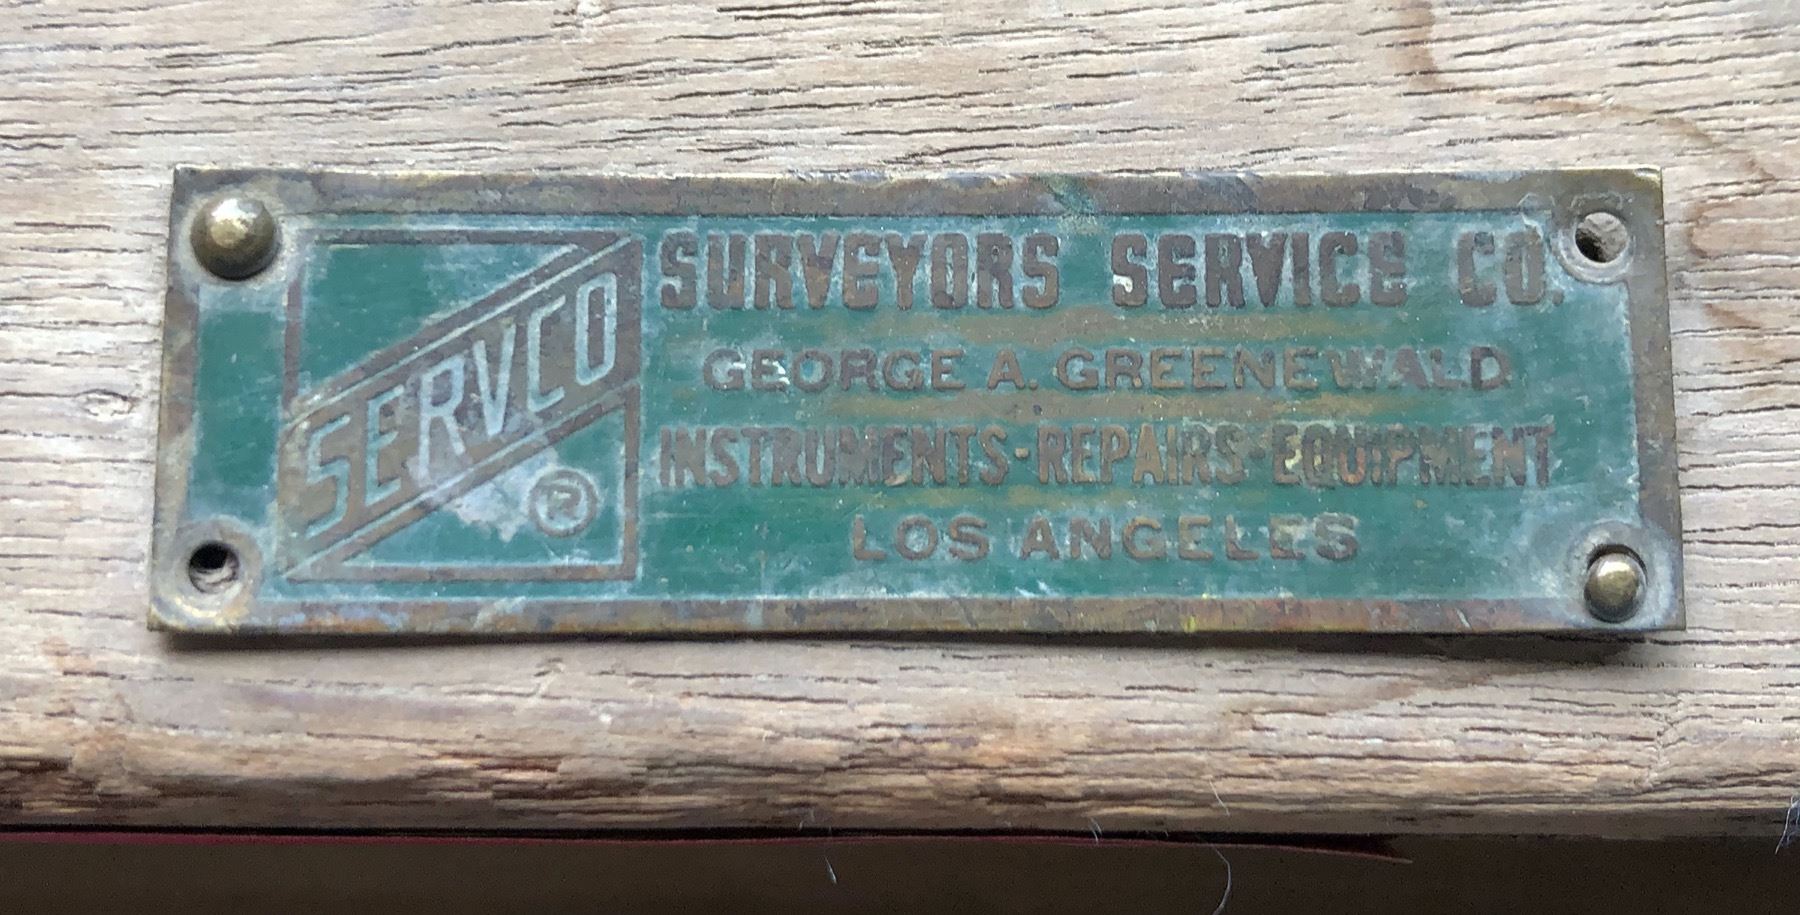 SERVCO
®
SURVEYORS SERVICE CO.
GEORGE A. GREENEWALD
INSTRUMENTS-REPAIRS-EQUIPMENT
LOS ANGELES